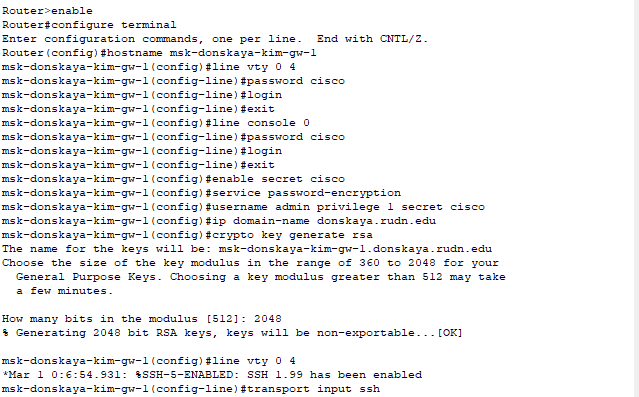 Router>enable
Router#configure terminal
Enter configuration commands, one per line.  End with CNTL/Z.
Router(config)#hostname msk-donskaya-kim-gw-1
msk-donskaya-kim-gw-1(config)#line vty 0 4
msk-donskaya-kim-gw-1(config-line)#password cisco
msk-donskaya-kim-gw-1(config-line)#login
msk-donskaya-kim-gw-1(config-line)#exit
msk-donskaya-kim-gw-1(config)#line console 0
msk-donskaya-kim-gw-1(config-line)#password cisco
msk-donskaya-kim-gw-1(config-line)#login
msk-donskaya-kim-gw-1(config-line)#exit
msk-donskaya-kim-gw-1(config)#enable secret cisco
msk-donskaya-kim-gw-1(config)#service password-encryption
msk-donskaya-kim-gw-1(config)#username admin privilege 1 secret cisco
msk-donskaya-kim-gw-1(config)#ip domain-name donskaya.rudn.edu
msk-donskaya-kim-gw-1(config)#crypto key generate rsa
The name for the keys will be: msk-donskaya-kim-gw-1.donskaya.rudn.edu
Choose the size of the key modulus in the range of 360 to 2048 for your
  General Purpose Keys. Choosing a key modulus greater than 512 may take
  a few minutes.

How many bits in the modulus [512]: 2048
% Generating 2048 bit RSA keys, keys will be non-exportable...[OK]

msk-donskaya-kim-gw-1(config)#line vty 0 4
*Mar 1 0:6:54.931: %SSH-5-ENABLED: SSH 1.99 has been enabled
msk-donskaya-kim-gw-1(config-line)#transport input ssh